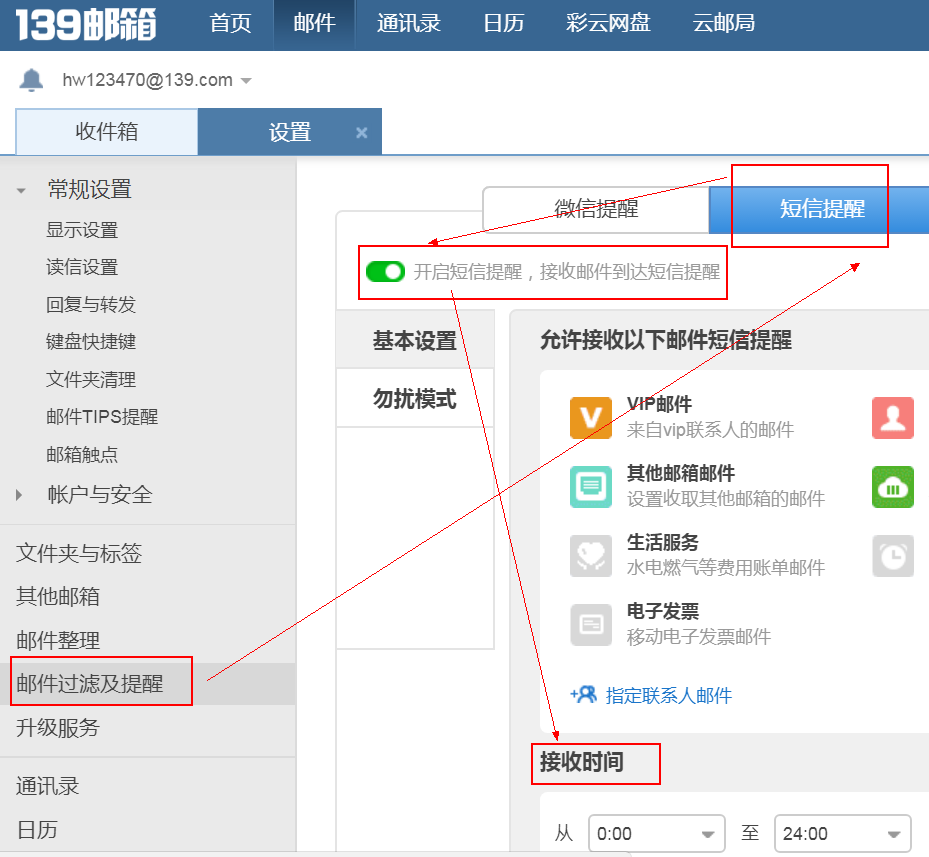 139邮箱 首页 邮件 通讯录 日历 彩云网盘 云邮局
hw123470@139.com
收件箱 设置 ×
常规设置
显示设置
读信设置
回复与转发
键盘快捷键
文件夹清理
邮件TIPS提醒
邮箱触点
帐户与安全
文件夹与标签
其他邮箱
邮件整理
邮件过滤及提醒
升级服务
通讯录
日历
微信提醒 短信提醒
开启短信提醒，接收邮件到达短信提醒
基本设置
勿扰模式
允许接收以下邮件短信提醒
VIP邮件
来自vip联系人的邮件
其他邮箱邮件
设置收取其他邮箱的邮件
生活服务
水电燃气等费用账单邮件
电子发票
移动电子发票邮件
指定联系人邮件
接收时间
从 0:00 至 24:00